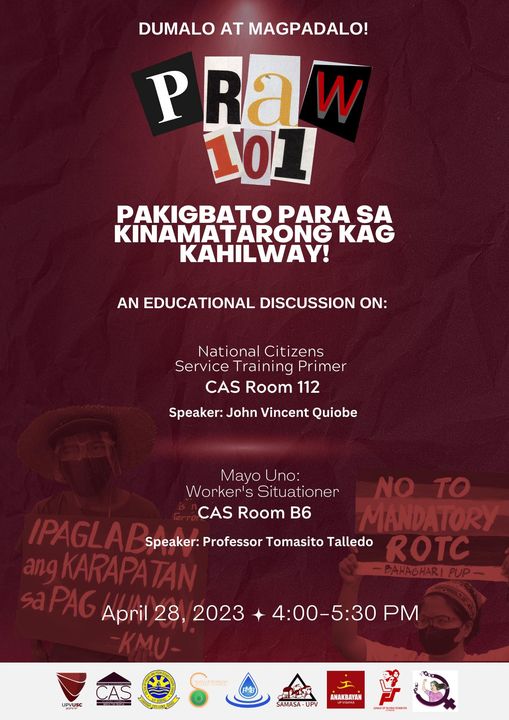 DUMALO AT MAGPADALO!
PRaW
101
PAKIGBATO PARA SA
KINAMATARONG KAG
KAHILWAY!
AN EDUCATIONAL DISCUSSION ON:
National Citizens
Service Training Primer
CAS Room 112
Speaker: John Vincent Quiobe
Mayo Uno:
Worker's Situationer
CAS Room B6
Speaker: Professor Tomasito Talledo
IPAGLABAN
ang KARAPATAN
sa PAG UUNYON!
-KMU-
NO TO
MANDATORY
ROTC
- BAHAGHARI PUP -
April 28, 2023 ✦ 4:00-5:30 PM
UPVUSC
CAS
SAMASA - UPV
ANAKBAYAN